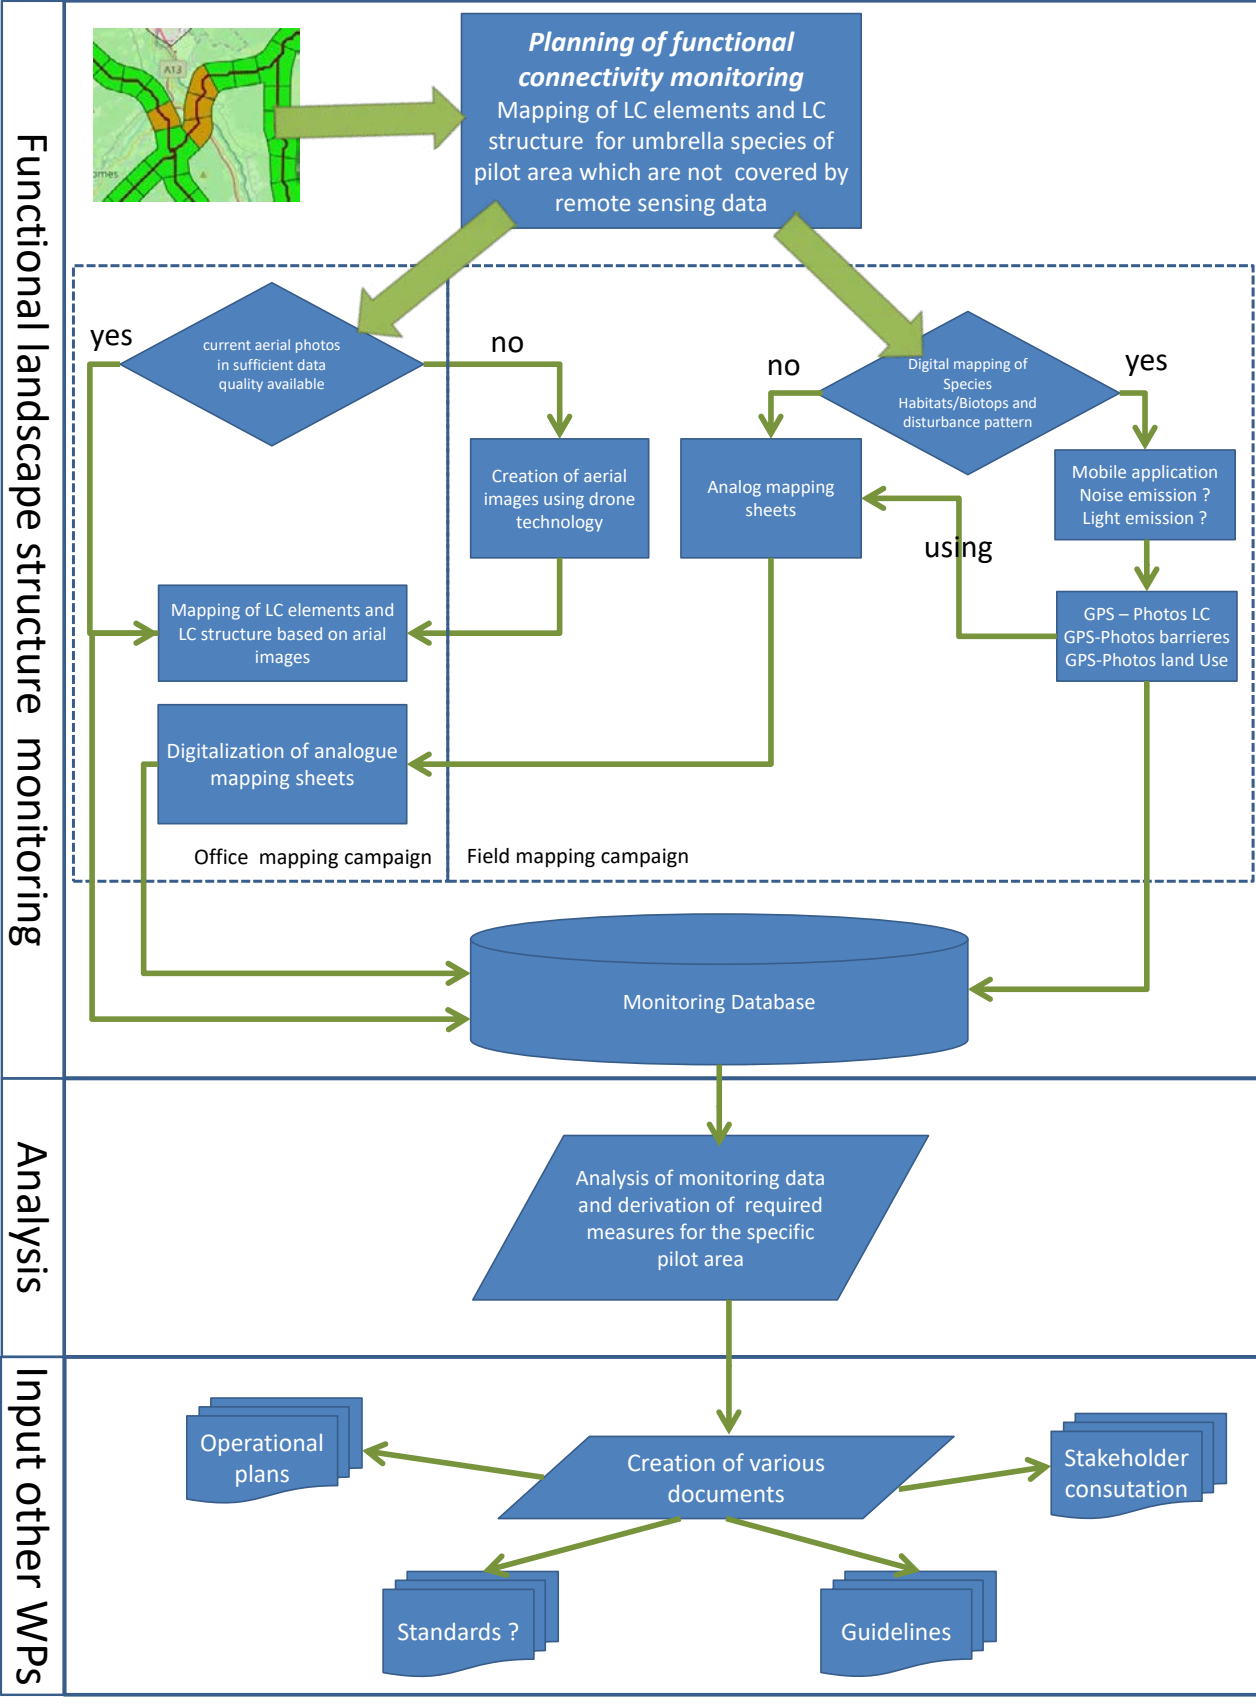 Functional landscape structure  monitoring
A13
omes
Planning of functional
connectivity monitoring
Mapping of LC elements and LC
structure  for umbrella species of
pilot area which are not  covered by
remote sensing data
yes
current aerial photos
in sufficient data
quality available
no
no
Digital mapping of
Species
Habitats/Biotops and
disturbance pattern
yes
Creation of aerial
images using drone
technology
Analog mapping
sheets
Mobile application
Noise emission ?
Light emission ?
using
Mapping of LC elements and
LC structure based on arial
images
GPS – Photos LC
GPS-Photos barrieres
GPS-Photos land Use
Digitalization of analogue
mapping sheets
Office  mapping campaign
Field mapping campaign
Monitoring Database
Analysis
Analysis of monitoring data
and derivation of  required
measures for the specific
pilot area
Input other WPs
Operational
plans
Creation of various
documents
Stakeholder
consutation
Standards ?
Guidelines